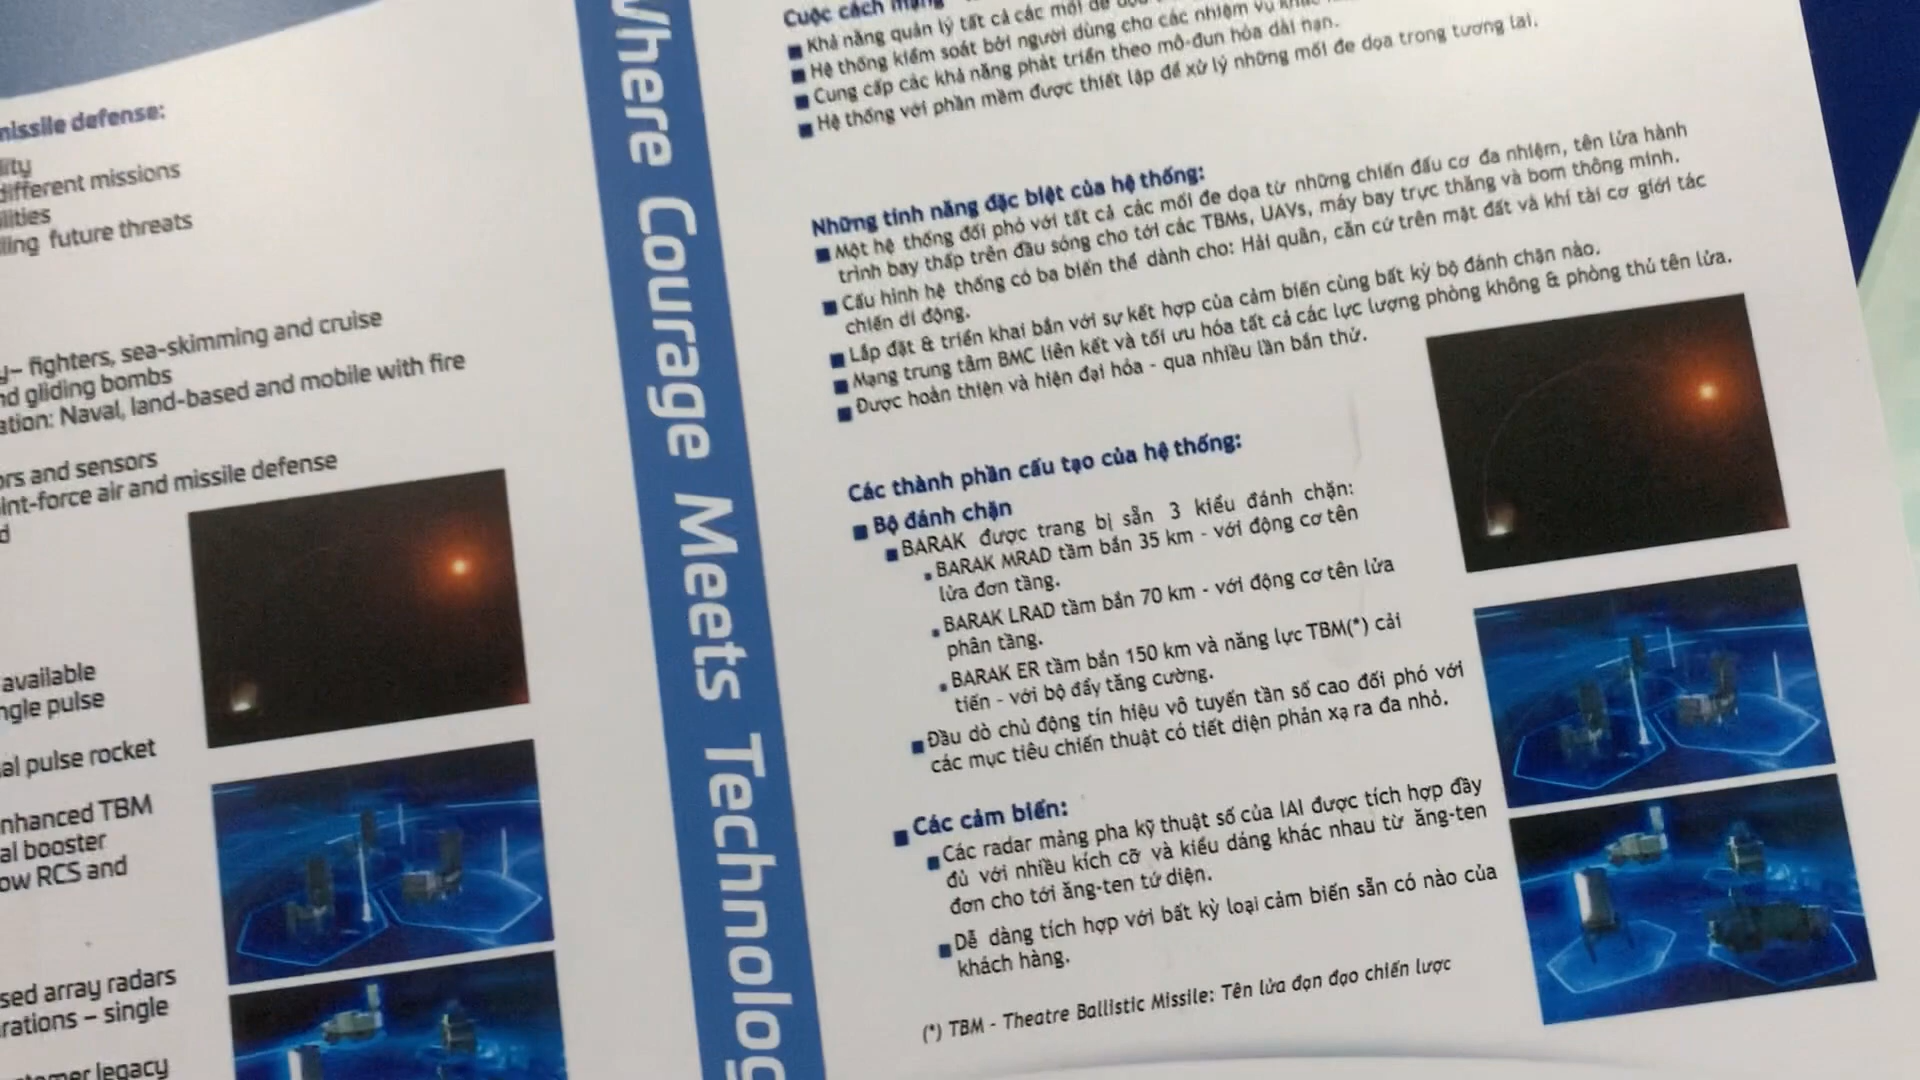 missile defense:
different missions
future threats
fighters, sea-skimming and cruise
gliding bombs
Naval, land-based and mobile with fire
and sensors
air and missile defense
available
pulse
pulse rocket
TBM
booster
RCS and
array radars
– single
legacy
Where Courage Meets
Cuộc cách mạng
■ Khả năng quản lý tất cả các mối đe
■ Hệ thống kiểm soát bởi người dùng cho các nhiệm vụ
■ Cung cấp các khả năng phát triển theo mô-đun hòa dài hạn.
■ Hệ thống với phần mềm được thiết lập để xử lý những mối đe dọa trong tương lai.
Những tính năng đặc biệt của hệ thống:
■ Một hệ thống đối phó với tất cả các mối đe dọa từ những chiến đấu cơ đa nhiệm, tên lửa hành
trình bay thấp trên đầu sóng cho tới các TBMs, UAVs, máy bay trực thăng và bom thông minh.
■ Cấu hình hệ thống có ba biến thể dành cho: Hải quân, căn cứ trên mặt đất và khí tài cơ giới tác
chiến di động.
■ Lắp đặt & triển khai bắn với sự kết hợp của cảm biến cùng bất kỳ bộ đánh chặn nào.
■ Mạng trung tâm BMC liên kết và tối ưu hóa tất cả các lực lượng phòng không & phòng thủ tên lửa.
■ Được hoàn thiện và hiện đại hóa - qua nhiều lần bắn thử.
Các thành phần cấu tạo của hệ thống:
■ Bộ đánh chặn
■ BARAK được trang bị sẵn 3 kiểu đánh chặn:
▪ BARAK MRAD tầm bắn 35 km - với động cơ tên
lửa đơn tầng.
▪ BARAK LRAD tầm bắn 70 km - với động cơ tên lửa
phân tầng.
▪ BARAK ER tầm bắn 150 km và năng lực TBM(*) cải
tiến - với bộ đẩy tăng cường.
■ Đầu dò chủ động tín hiệu vô tuyến tần số cao đối phó với
các mục tiêu chiến thuật có tiết diện phản xạ ra đa nhỏ.
■ Các cảm biến:
■ Các radar mảng pha kỹ thuật số của IAI được tích hợp đầy
đủ với nhiều kích cỡ và kiểu dáng khác nhau từ ăng-ten
đơn cho tới ăng-ten tứ diện.
■ Dễ dàng tích hợp với bất kỳ loại cảm biến sẵn có nào của
khách hàng.
(*) TBM - Theatre Ballistic Missile: Tên lửa đạn đạo chiến lược